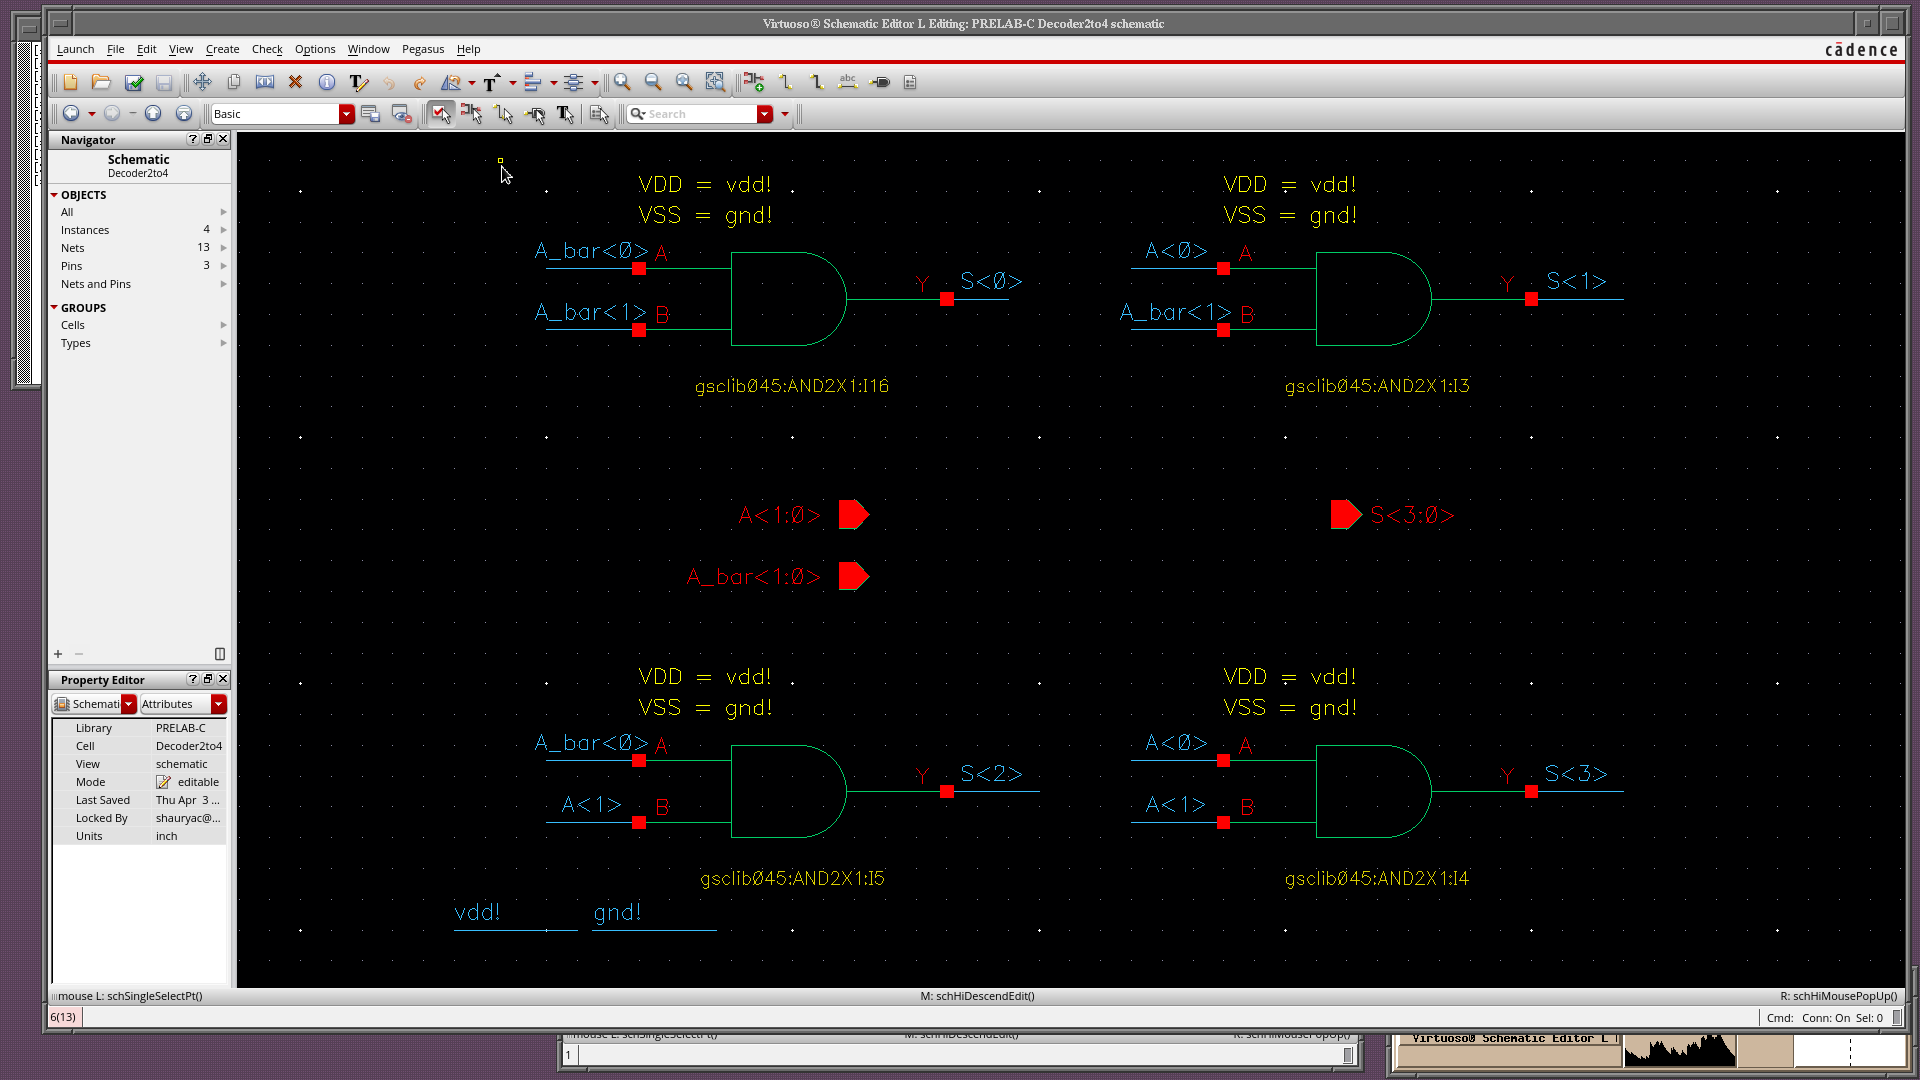 Virtuoso® Schematic Editor L Editing: PRELAB-C Decoder2to4 schematic
Launch File Edit View Create Check Options Window Pegasus Help
cādence
Basic
Search
Navigator
Schematic
Decoder2to4
OBJECTS
All
Instances 4
Nets 13
Pins 3
Nets and Pins
GROUPS
Cells
Types
Property Editor
Schemati Attributes
Library PRELAB-C
Cell Decoder2to4
View schematic
Mode editable
Last Saved Thu Apr 3 ...
Locked By shauryac@...
Units inch
VDD = vdd!
VSS = gnd!
A_bar<0> A
A_bar<1> B
Y S<0>
gsclib045:AND2X1:I16
VDD = vdd!
VSS = gnd!
A<0> A
A_bar<1> B
Y S<1>
gsclib045:AND2X1:I3
A<1:0>
S<3:0>
A_bar<1:0>
VDD = vdd!
VSS = gnd!
A_bar<0> A
A<1> B
Y S<2>
gsclib045:AND2X1:I5
VDD = vdd!
VSS = gnd!
A<0> A
A<1> B
Y S<3>
gsclib045:AND2X1:I4
vdd! gnd!
mouse L: schSingleSelectPt() M: schHiDescendEdit() R: schHiMousePopUp()
6(13) Cmd: Conn: On Sel: 0
mouse L: schSingleSelectPt() M: schHiDescendEdit() R: schHiMousePopUp()
1
Virtuoso® Schematic Editor L